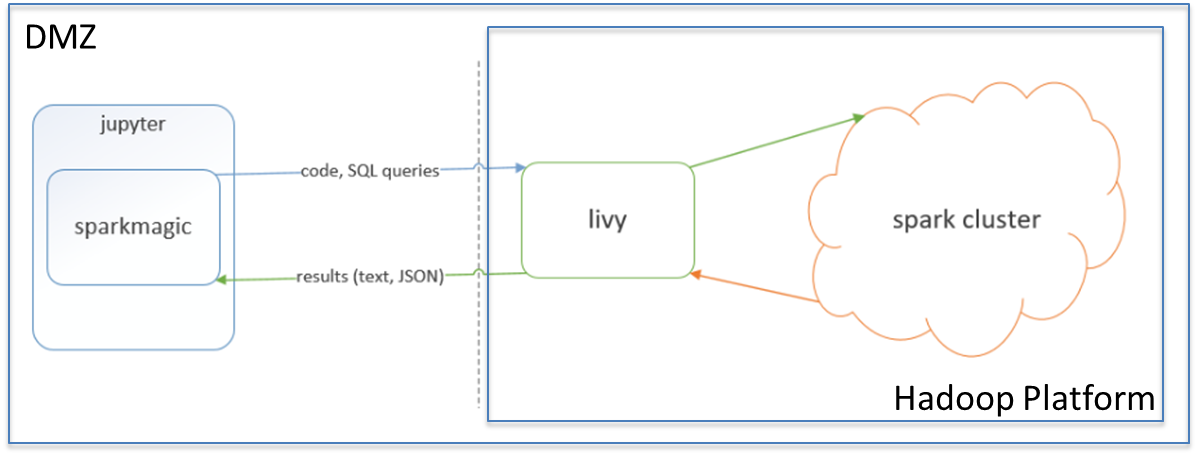 DMZ
jupyter
sparkmagic
code, SQL queries
results (text, JSON)
livy
spark cluster
Hadoop Platform